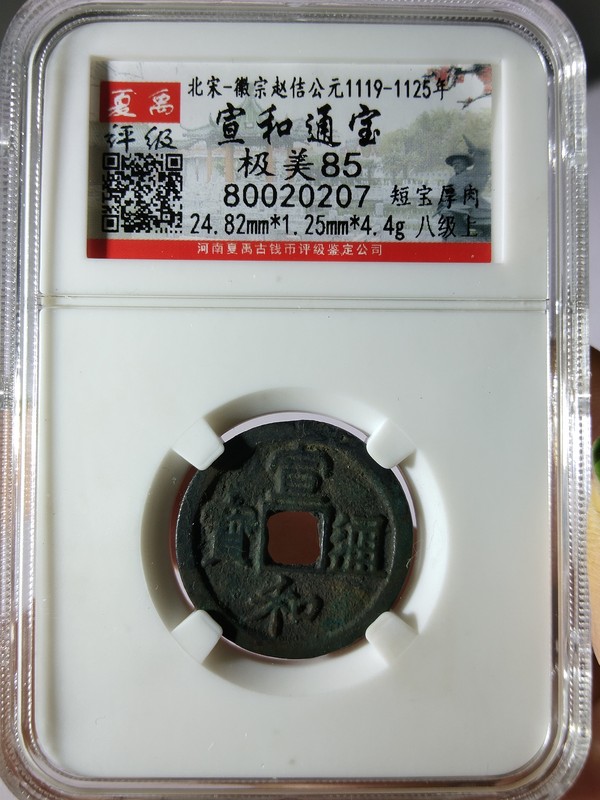 夏禹
评级
北宋-徽宗赵佶公元1119-1125年
宣和通宝
极美85
80020207 短宝厚肉
24.82mm*1.25mm*4.4g 八级上
河南夏禹古钱币评级鉴定公司
宣
和
通
寶